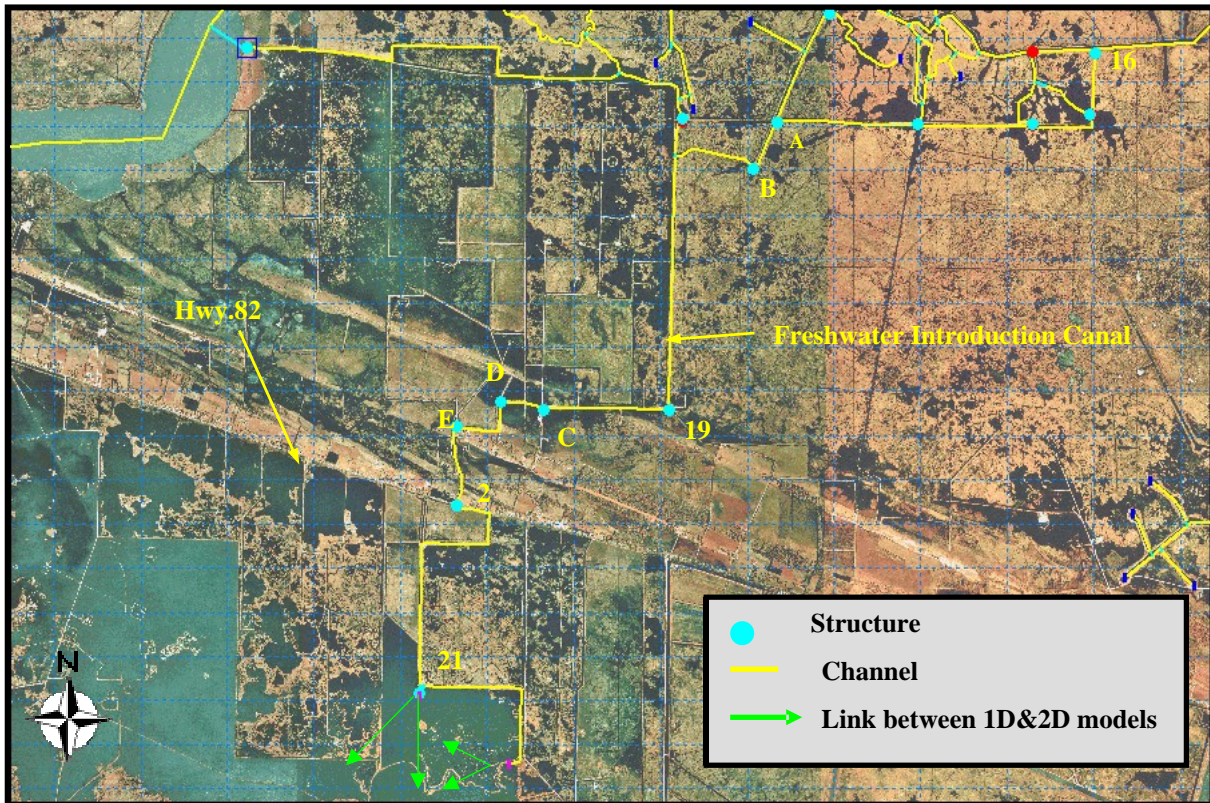 16
A
B
Hwy.82
Freshwater Introduction Canal
D
E
C
19
2
21
Structure
Channel
Link between 1D&2D models
N